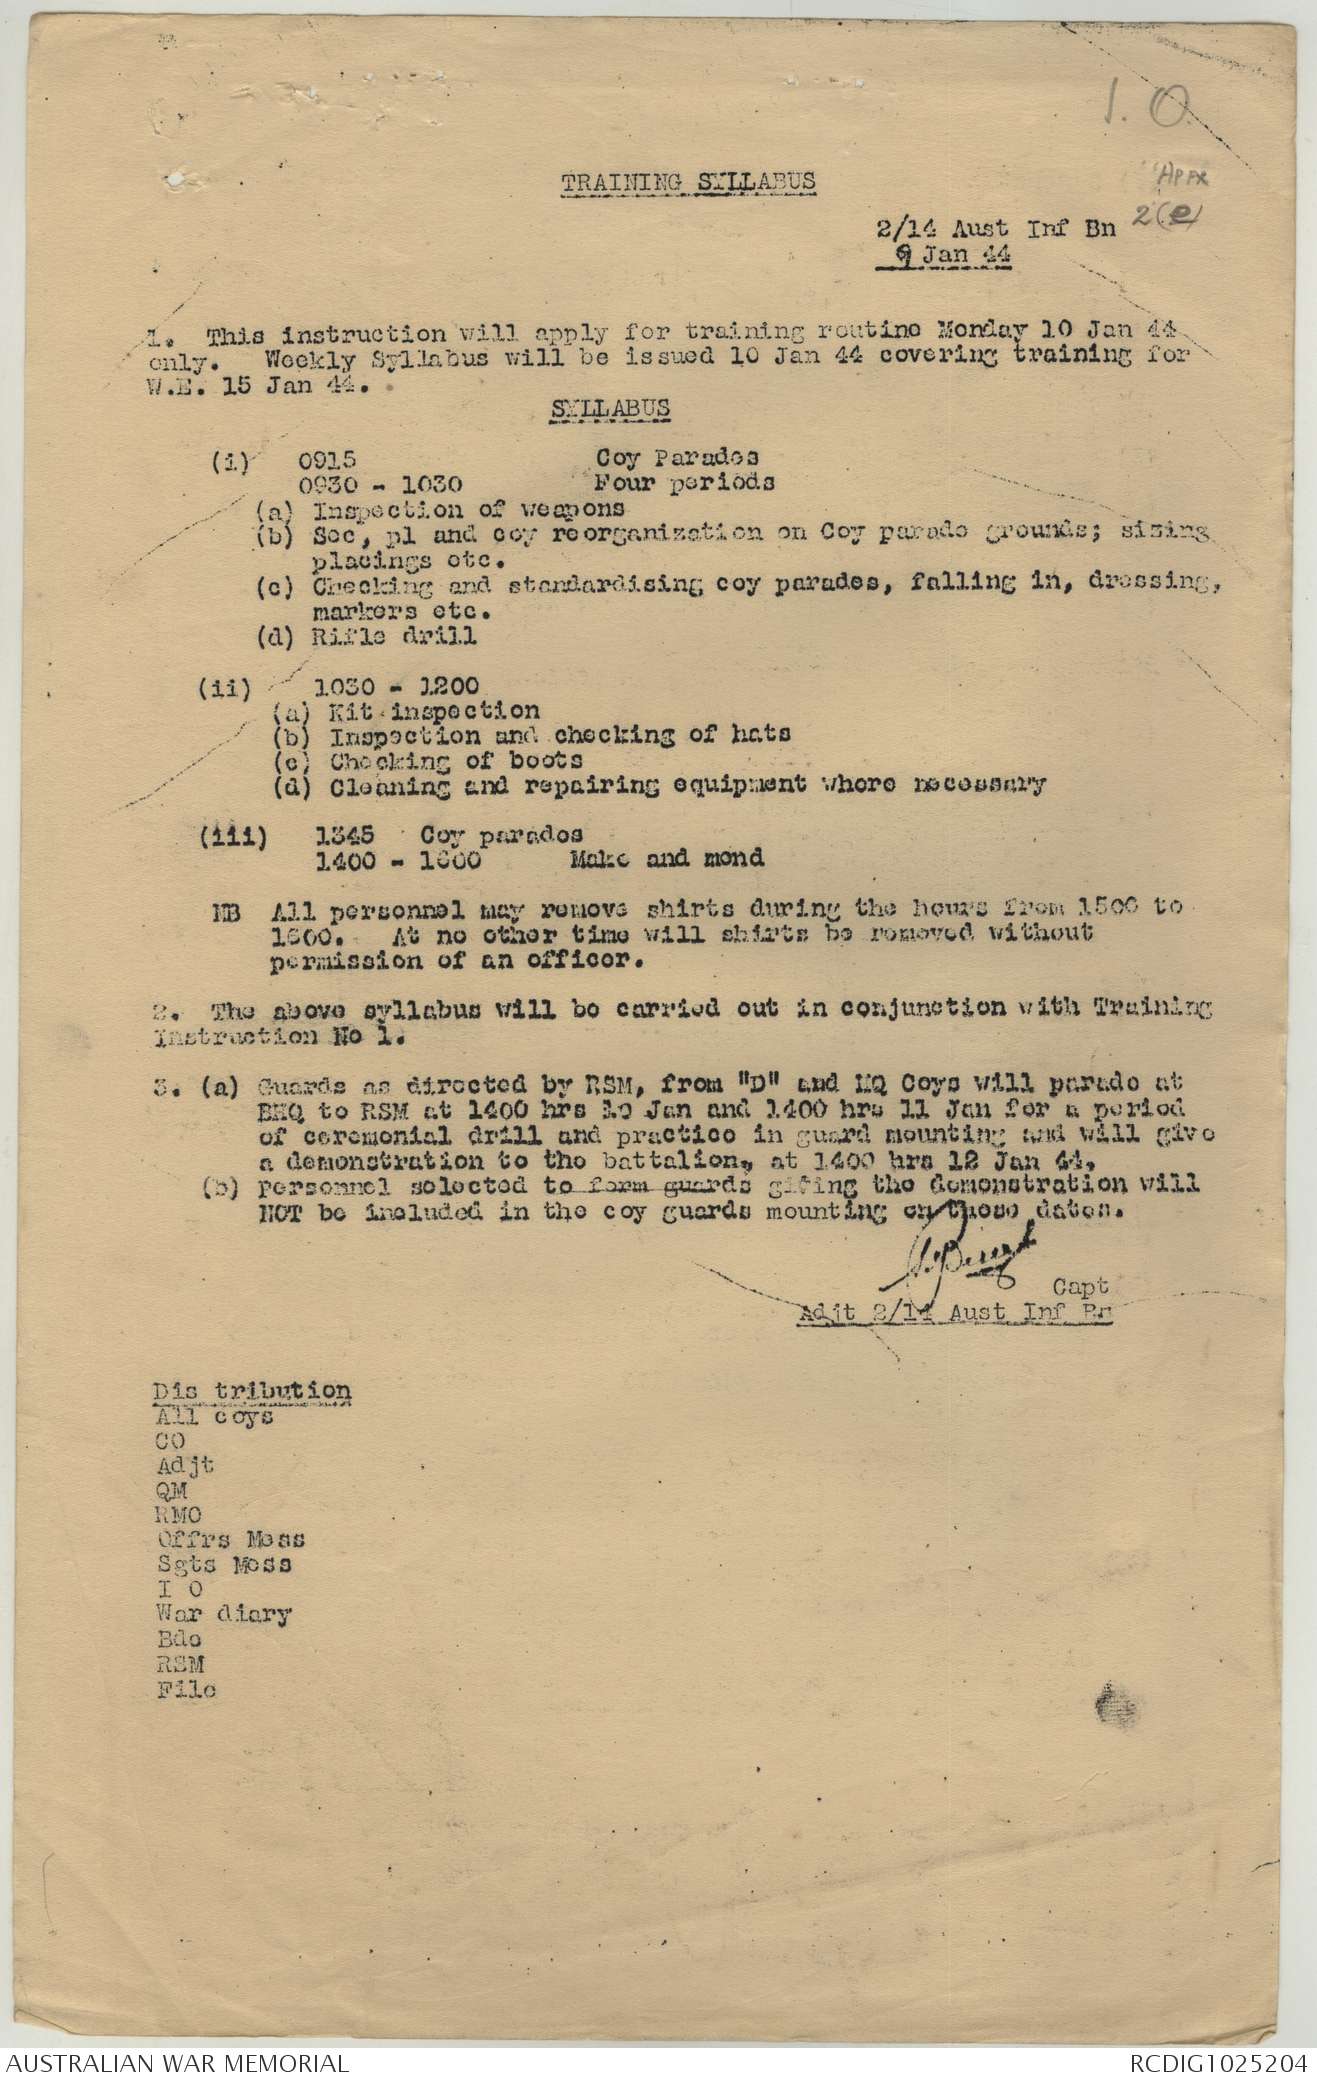 I. O.
TRAINING SYLLABUS
Appx
2(e)
2/14 Aust Inf Bn
9 Jan 44
1. This instruction will apply for training routine Monday 10 Jan 44
only. Weekly Syllabus will be issued 10 Jan 44 covering training for
W.E. 15 Jan 44.
SYLLABUS
(i) 0915 Coy Parades
0930 - 1030 Four periods
(a) Inspection of weapons
(b) Sec, pl and coy reorganization on Coy parade grounds; sizing
placings etc.
(c) Checking and standardising coy parades, falling in, dressing,
markers etc.
(d) Rifle drill
(ii) 1030 - 1200
(a) Kit inspection
(b) Inspection and checking of hats
(c) Checking of boots
(d) Cleaning and repairing equipment where necessary
(iii) 1345 Coy parades
1400 - 1600 Make and mend
NB All personnel may remove shirts during the hours from 1500 to
1600. At no other time will shirts be removed without
permission of an officer.
2. The above syllabus will be carried out in conjunction with Training
Instruction No 1.
3. (a) Guards as directed by RSM, from "D" and HQ Coys will parade at
BHQ to RSM at 1400 hrs 10 Jan and 1400 hrs 11 Jan for a period
of ceremonial drill and practice in guard mounting and will give
a demonstration to the battalion, at 1400 hrs 12 Jan 44.
(b) Personnel selected to form guards gifing the demonstration will
NOT be included in the coy guards mounting on these dates.
Capt
Adjt 2/14 Aust Inf Bn
Dis tribution
All coys
CO
Adjt
QM
RMO
Offrs Mess
Sgts Mess
I O
War diary
Bde
RSM
File
AUSTRALIAN WAR MEMORIAL
RCDIG1025204